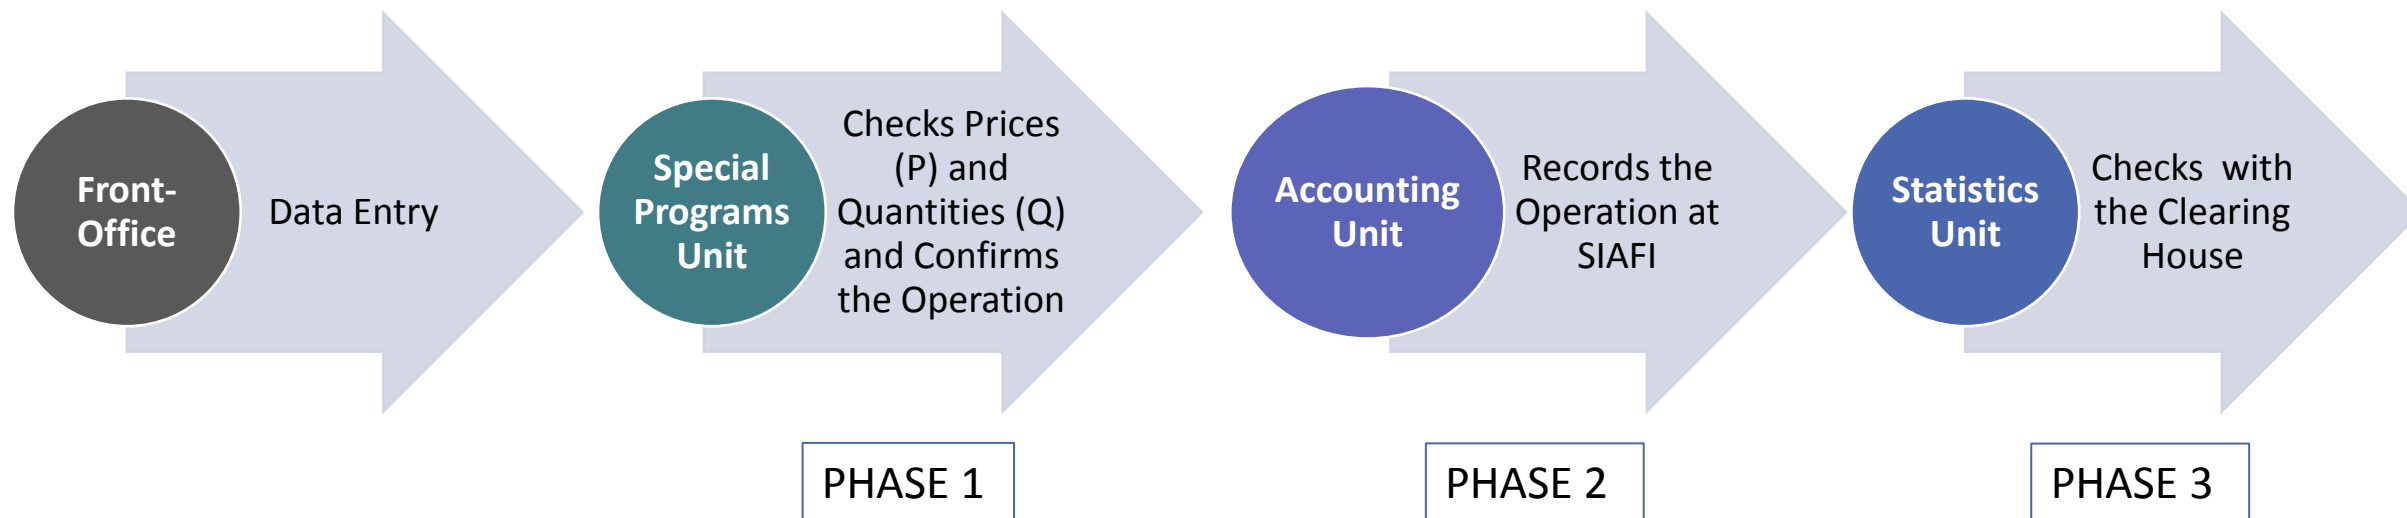 Front-
Office
Data Entry
Special
Programs
Unit
Checks Prices
(P) and
Quantities (Q)
and Confirms
the Operation
Accounting
Unit
Records the
Operation at
SIAFI
Statistics
Unit
Checks  with
the Clearing
House
PHASE 1
PHASE 2
PHASE 3